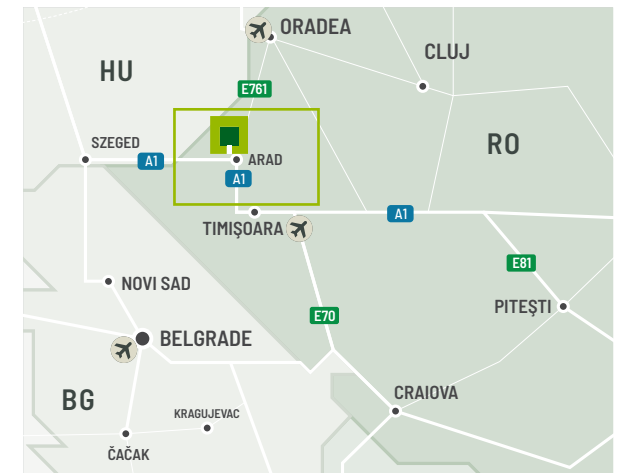 ORADEA
CLUJ
HU
E761
RO
SZEGED
A1
ARAD
A1
TIMIŞOARA
A1
E81
NOVI SAD
PITEŞTI
E70
BELGRADE
BG
CRAIOVA
KRAGUJEVAC
ČAČAK